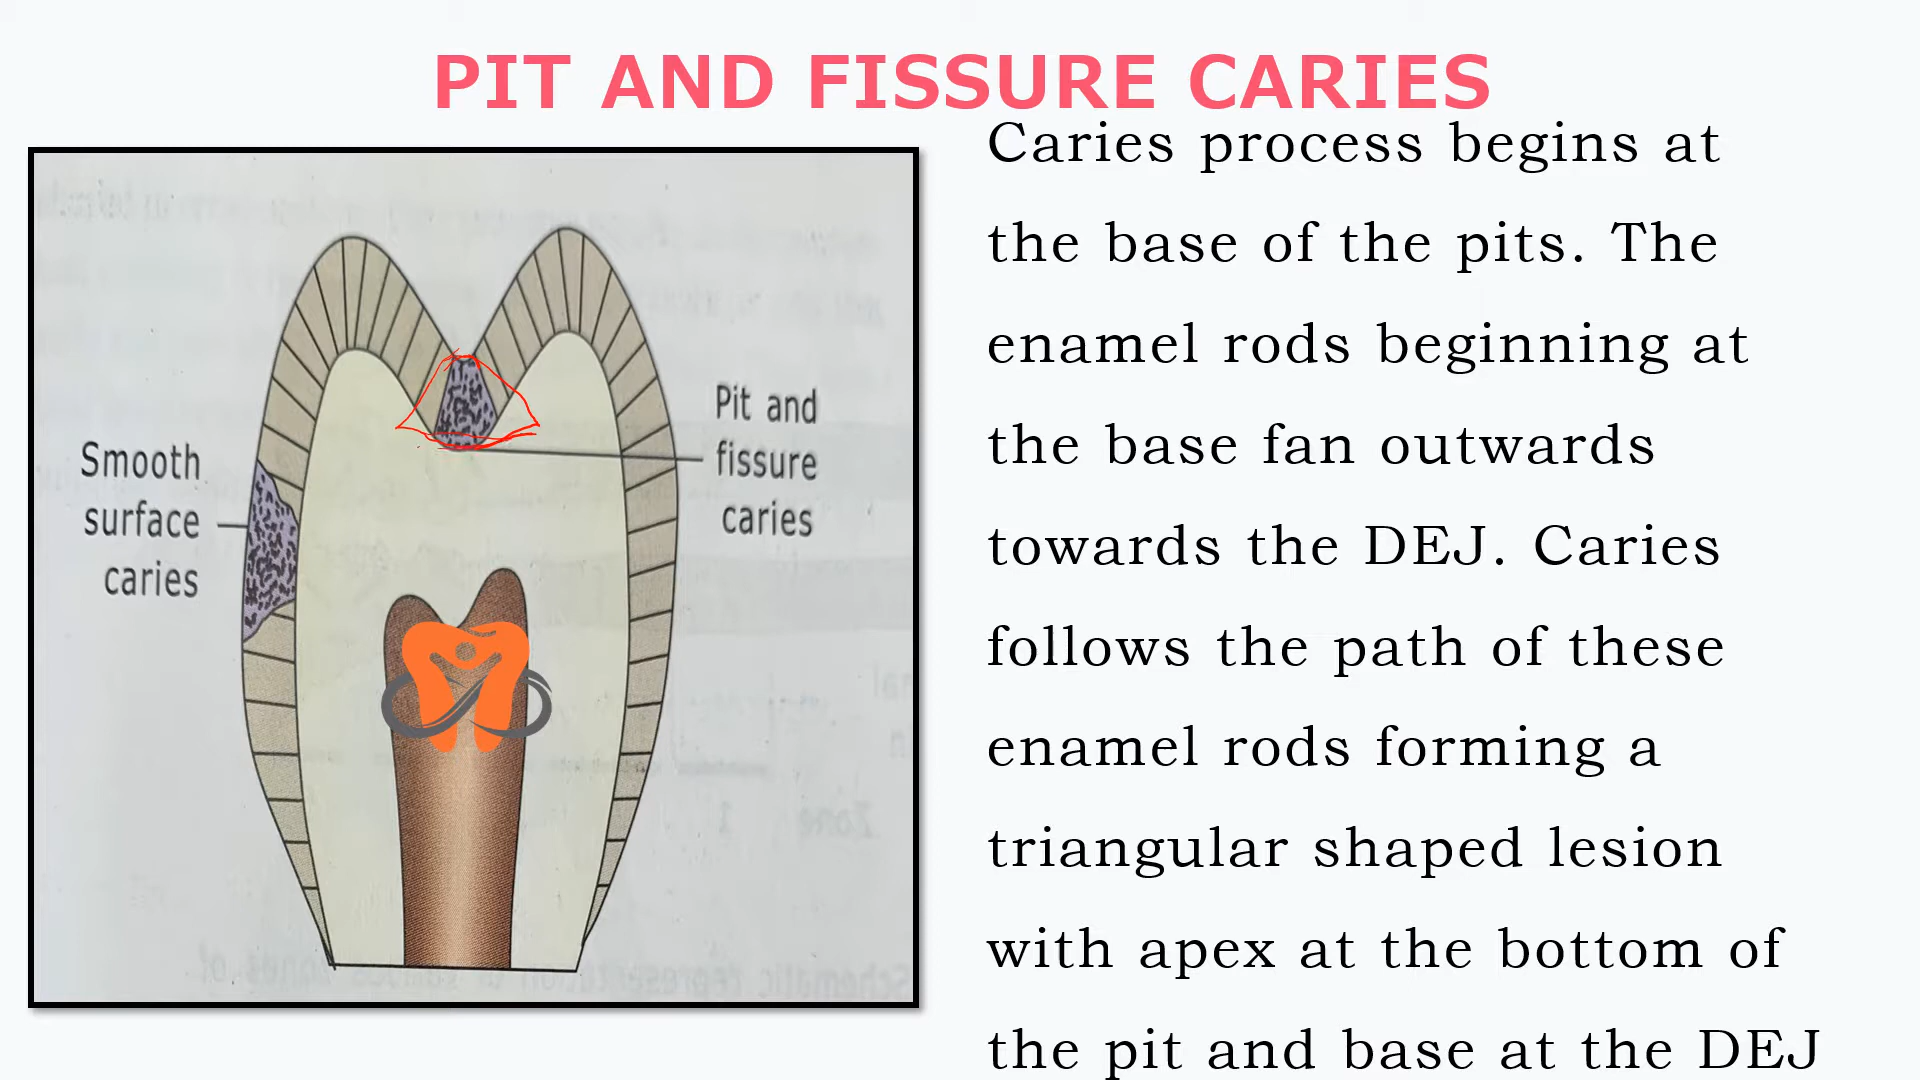 PIT AND FISSURE CARIES
Smooth
surface
caries
Pit and
fissure
caries
Zone 1
Caries process begins at
the base of the pits. The
enamel rods beginning at
the base fan outwards
towards the DEJ. Caries
follows the path of these
enamel rods forming a
triangular shaped lesion
with apex at the bottom of
the pit and base at the DEJ